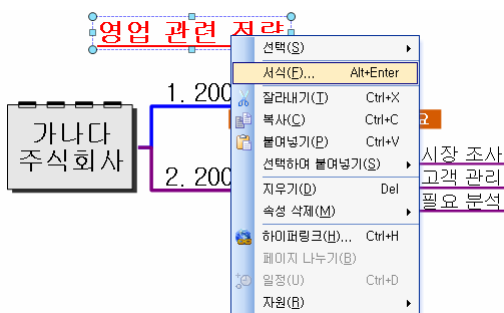 영업 관련 전략
선택(S)
서식(F)... Alt+Enter
1. 200
잘라내기(T) Ctrl+X
복사(C) Ctrl+C
요
가나다
주식회사
붙여넣기(P) Ctrl+V
시장 조사
선택하여 붙여넣기(S)
2. 200
고객 관리
지우기(D) Del
필요 분석
속성 삭제(M)
하이퍼링크(H)... Ctrl+H
페이지 나누기(B)
일정(U) Ctrl+D
자원(R)